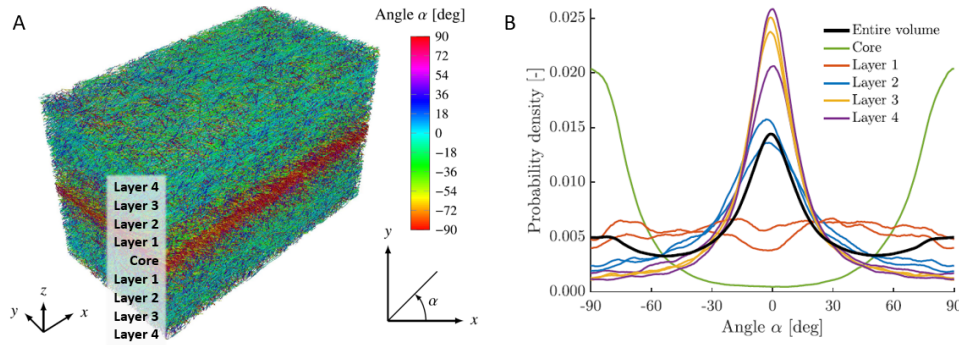 A
Angle α [deg]
90
72
54
36
18
0
−18
−36
−54
−72
−90
Layer 4
Layer 3
Layer 2
Layer 1
Core
Layer 1
Layer 2
Layer 3
Layer 4
z
y
x
y
α
x
B
Probability density [-]
0.025
0.020
0.015
0.010
0.005
0.000
-90
-60
-30
0
30
60
90
Angle α [deg]
Entire volume
Core
Layer 1
Layer 2
Layer 3
Layer 4